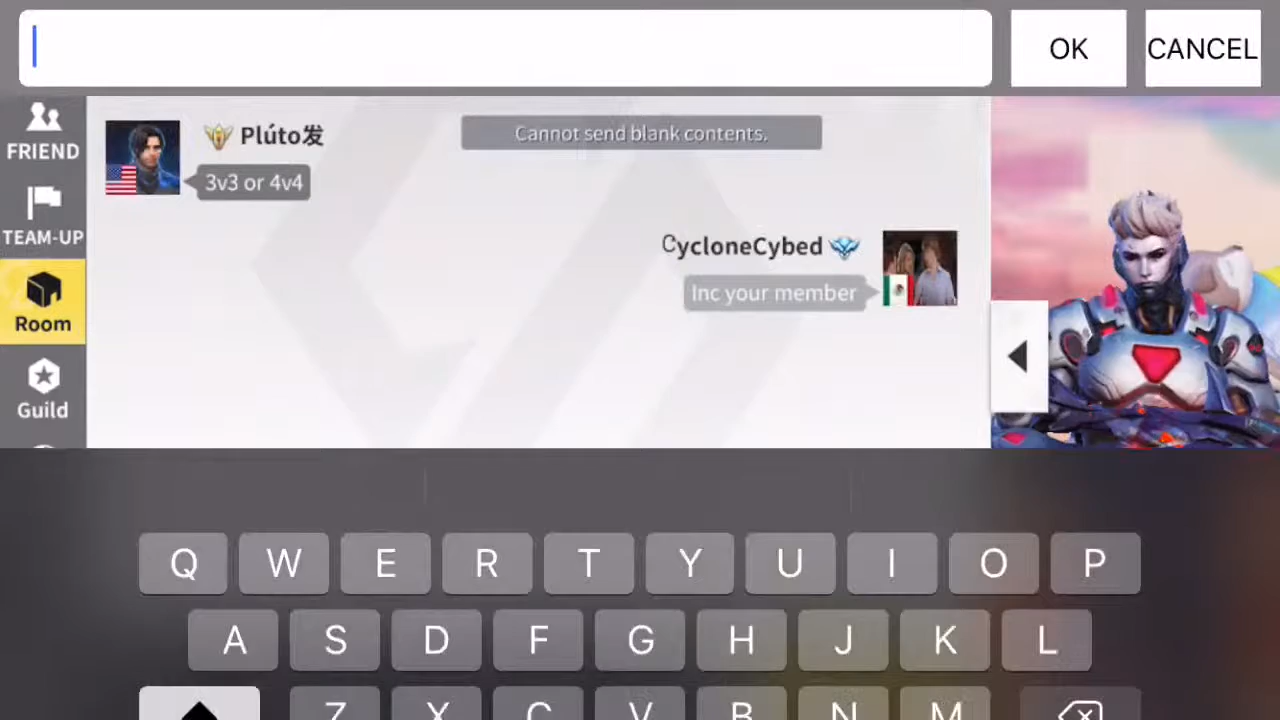 OK
CANCEL
FRIEND
TEAM-UP
Room
Guild
Plúto发
3v3 or 4v4
Cannot send blank contents.
CycloneCybed
Inc your member
Q W E R T Y U I O P
A S D F G H J K L
Z X C V B N M